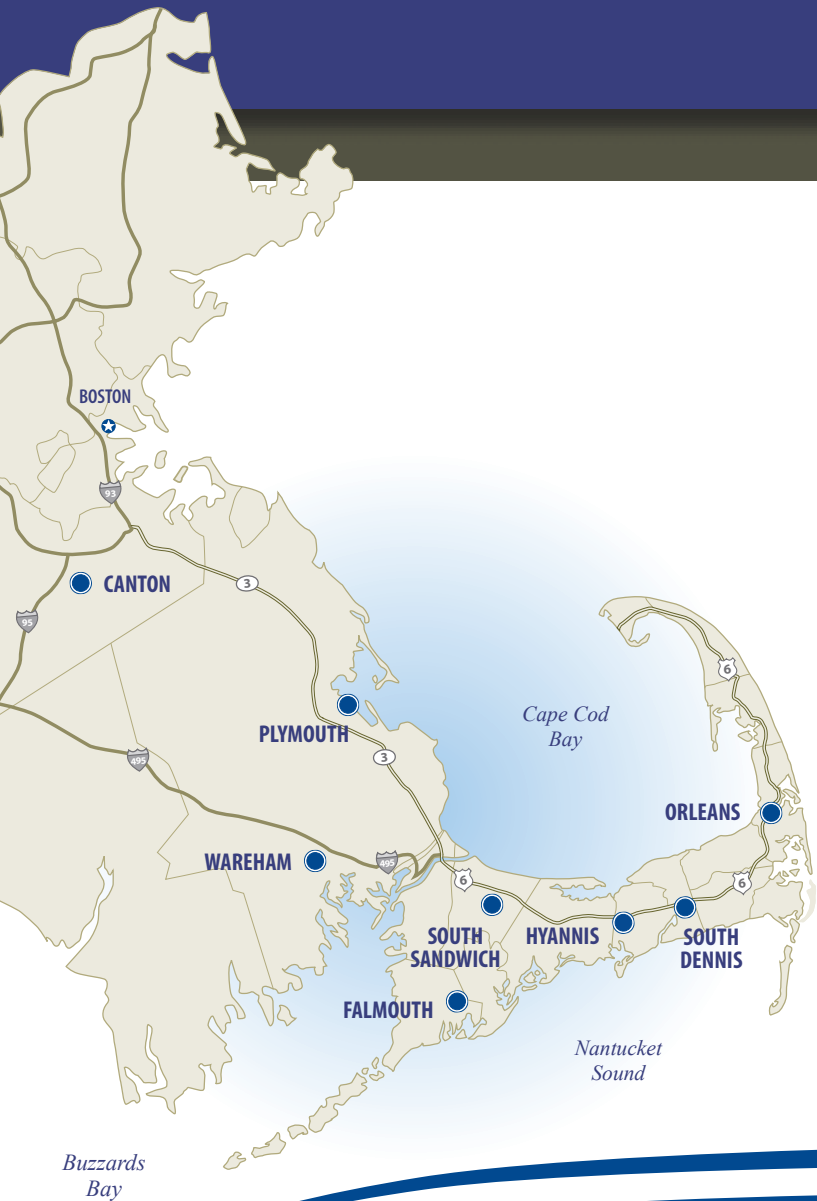 BOSTON
93
CANTON
3
95
6
Cape Cod
Bay
PLYMOUTH
3
495
ORLEANS
WAREHAM
495
6
6
SOUTH
SANDWICH
HYANNIS
SOUTH
DENNIS
FALMOUTH
Nantucket
Sound
Buzzards
Bay